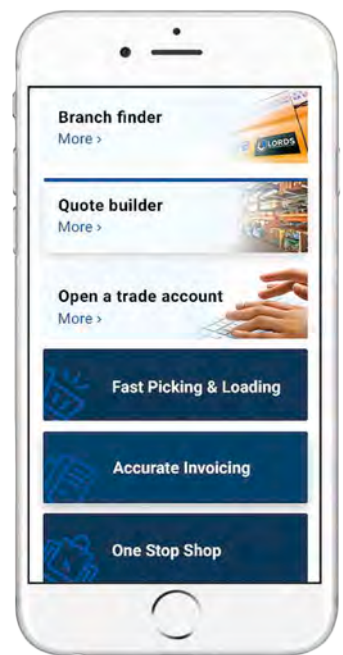 Branch finder
More ›
LORDS
Quote builder
More ›
Open a trade account
More ›
Fast Picking & Loading
Accurate Invoicing
One Stop Shop